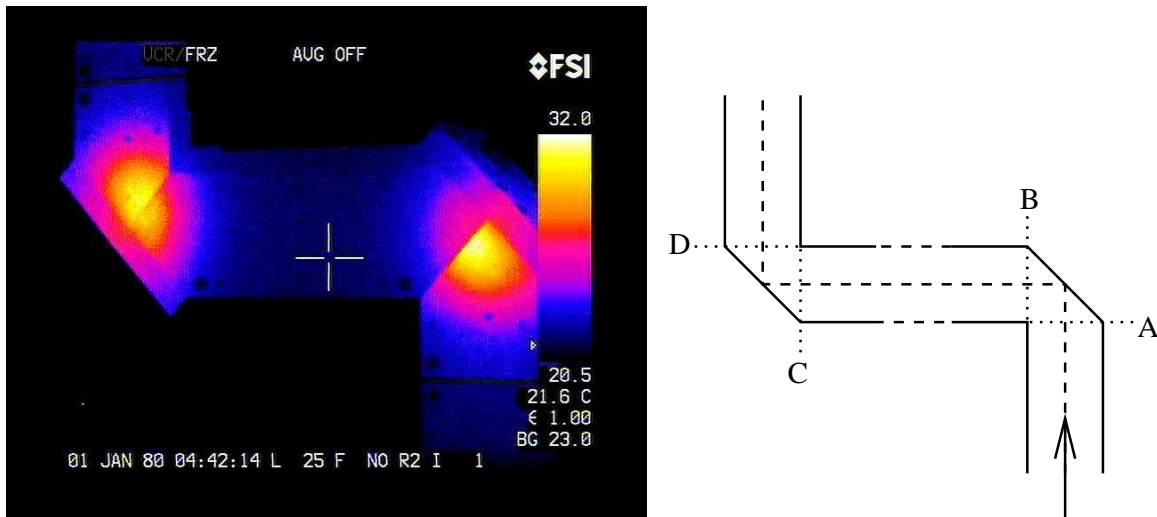 VCR/FRZ AVG OFF
FSI
32.0
20.5
21.6 C
€ 1.00
BG 23.0
01 JAN 80 04:42:14 L 25 F NO R2 I 1
B
D
A
C